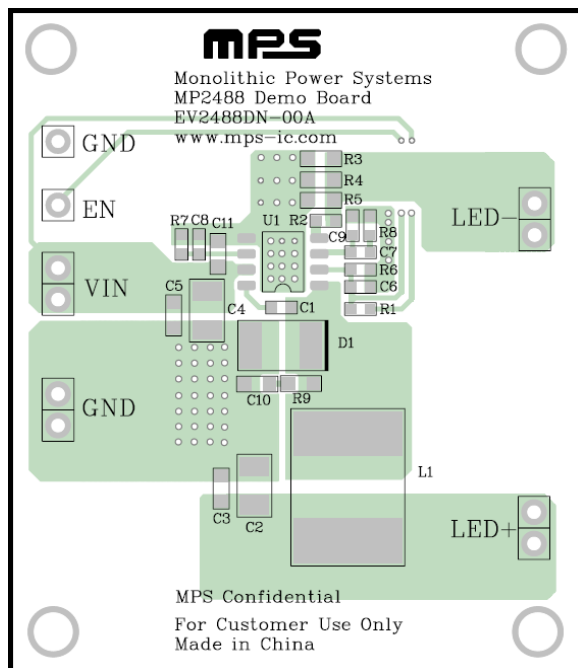 mps
Monolithic Power Systems
MP2488 Demo Board
EV2488DN-00A
www.mps-ic.com
GND
R3
R4
EN
R5
LED-
R7 C8
C11
U1
R2
C9
R8
C7
R6
VIN
C5
C6
C4
C1
R1
D1
GND
C10
R9
L1
C3
C2
LED+
MPS Confidential
For Customer Use Only
Made in China